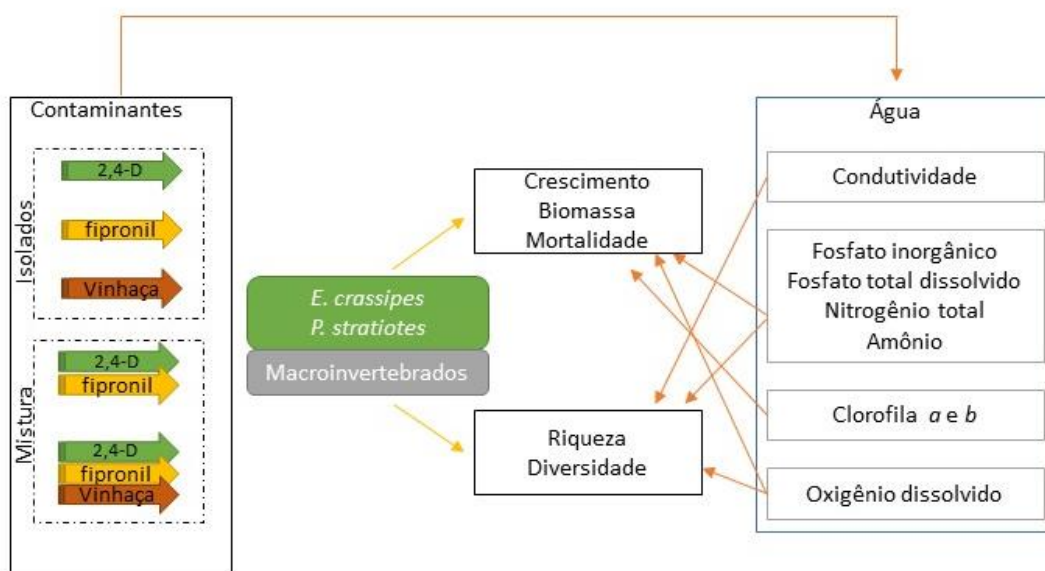 Contaminantes
Isolados
2,4-D
fipronil
Vinhaça
Mistura
2,4-D
fipronil
2,4-D
fipronil
Vinhaça
E. crassipes
P. stratiotes
Macroinvertebrados
Crescimento
Biomassa
Mortalidade
Riqueza
Diversidade
Água
Condutividade
Fosfato inorgânico
Fosfato total dissolvido
Nitrogênio total
Amônio
Clorofila a e b
Oxigênio dissolvido